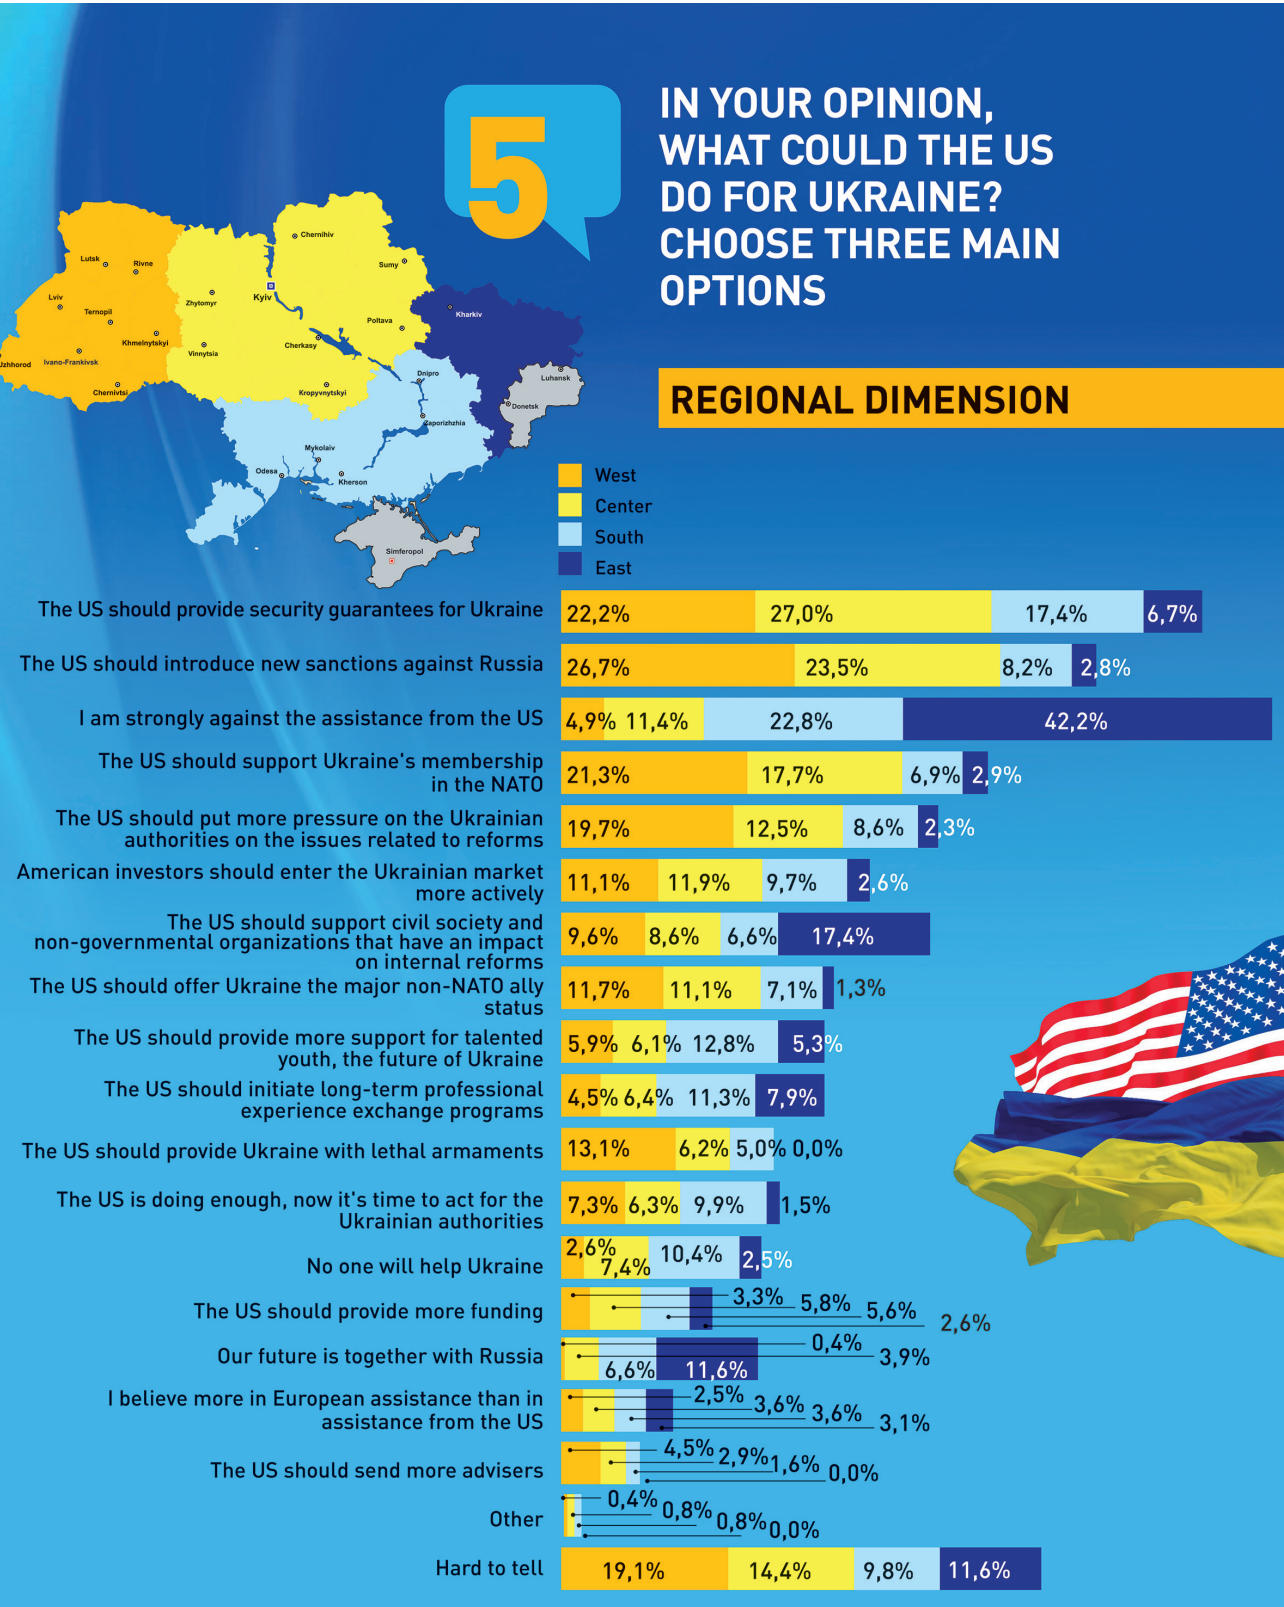 5
IN YOUR OPINION,
WHAT COULD THE US
DO FOR UKRAINE?
CHOOSE THREE MAIN
OPTIONS
REGIONAL DIMENSION
Chernihiv
Lutsk
Rivne
Sumy
Lviv
Zhytomyr
Kyiv
Ternopil
Poltava
Kharkiv
Khmelnytskyi
Cherkasy
Vinnytsia
Uzhhorod
Ivano-Frankivsk
Chernivtsi
Kropyvnytskyi
Dnipro
Luhansk
Donetsk
Zaporizhzhia
Mykolaiv
Odesa
Kherson
Simferopol
West
Center
South
East
The US should provide security guarantees for Ukraine
22,2% 27,0% 17,4% 6,7%
The US should introduce new sanctions against Russia
26,7% 23,5% 8,2% 2,8%
I am strongly against the assistance from the US
4,9% 11,4% 22,8% 42,2%
The US should support Ukraine's membership
in the NATO
21,3% 17,7% 6,9% 2,9%
The US should put more pressure on the Ukrainian
authorities on the issues related to reforms
19,7% 12,5% 8,6% 2,3%
American investors should enter the Ukrainian market
more actively
11,1% 11,9% 9,7% 2,6%
The US should support civil society and
non-governmental organizations that have an impact
on internal reforms
9,6% 8,6% 6,6% 17,4%
The US should offer Ukraine the major non-NATO ally
status
11,7% 11,1% 7,1% 1,3%
The US should provide more support for talented
youth, the future of Ukraine
5,9% 6,1% 12,8% 5,3%
The US should initiate long-term professional
experience exchange programs
4,5% 6,4% 11,3% 7,9%
The US should provide Ukraine with lethal armaments
13,1% 6,2% 5,0% 0,0%
The US is doing enough, now it's time to act for the
Ukrainian authorities
7,3% 6,3% 9,9% 1,5%
No one will help Ukraine
2,6% 7,4% 10,4% 2,5%
The US should provide more funding
3,3% 5,8% 5,6% 2,6%
Our future is together with Russia
0,4% 3,9% 6,6% 11,6%
I believe more in European assistance than in
assistance from the US
2,5% 3,6% 3,6% 3,1%
The US should send more advisers
4,5% 2,9% 1,6% 0,0%
Other
0,4% 0,8% 0,8% 0,0%
Hard to tell
19,1% 14,4% 9,8% 11,6%